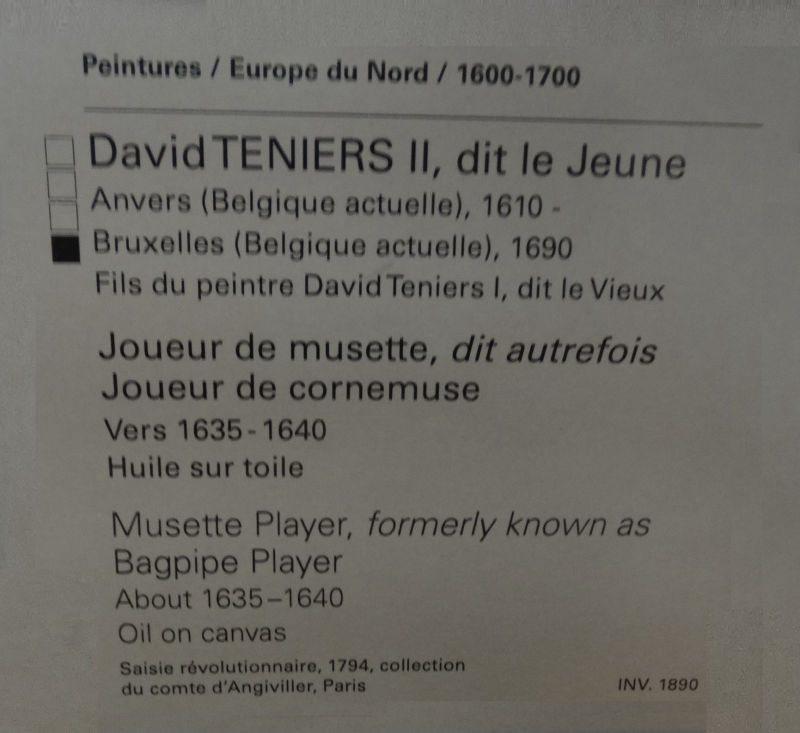 Peintures / Europe du Nord / 1600-1700
David TENIERS II, dit le Jeune
Anvers (Belgique actuelle), 1610 -
Bruxelles (Belgique actuelle), 1690
Fils du peintre David Teniers I, dit le Vieux
Joueur de musette, dit autrefois
Joueur de cornemuse
Vers 1635-1640
Huile sur toile
Musette Player, formerly known as
Bagpipe Player
About 1635–1640
Oil on canvas
Saisie révolutionnaire, 1794, collection
du comte d'Angiviller, Paris
INV. 1890